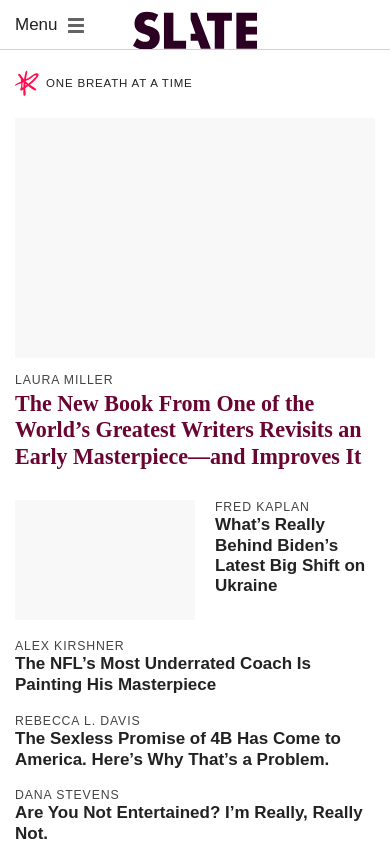 Menu
SLATE
ONE BREATH AT A TIME
LAURA MILLER
The New Book From One of the
World’s Greatest Writers Revisits an
Early Masterpiece—and Improves It
FRED KAPLAN
What’s Really
Behind Biden’s
Latest Big Shift on
Ukraine
ALEX KIRSHNER
The NFL’s Most Underrated Coach Is
Painting His Masterpiece
REBECCA L. DAVIS
The Sexless Promise of 4B Has Come to
America. Here’s Why That’s a Problem.
DANA STEVENS
Are You Not Entertained? I’m Really, Really
Not.